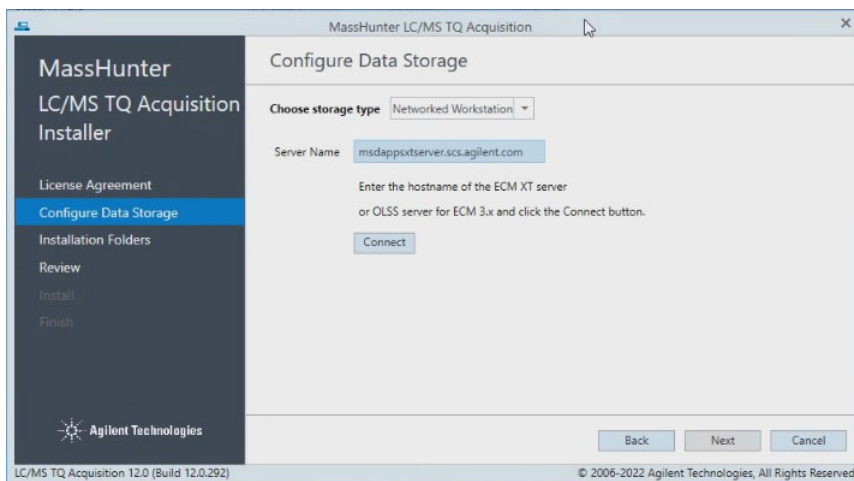 MassHunter LC/MS TQ Acquisition
X
MassHunter
LC/MS TQ Acquisition
Installer
License Agreement
Configure Data Storage
Installation Folders
Review
Install
Finish
Agilent Technologies
Configure Data Storage
Choose storage type Networked Workstation
Server Name msdappsxtserver.scs.agilent.com
Enter the hostname of the ECM XT server
or OLSS server for ECM 3.x and click the Connect button.
Connect
Back Next Cancel
LC/MS TQ Acquisition 12.0 (Build 12.0.292) © 2006-2022 Agilent Technologies, All Rights Reserved